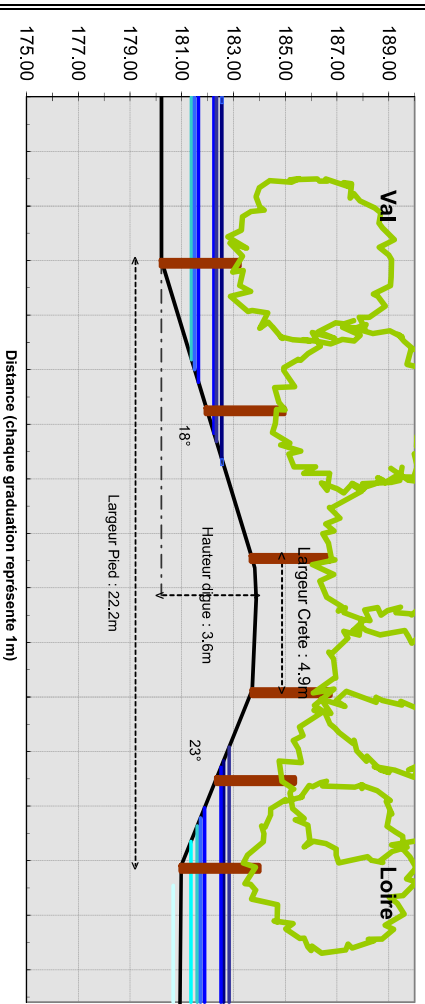 189.00
187.00
185.00
183.00
181.00
179.00
177.00
175.00
Val
Loire
Largeur Crete : 4.9m
Hauteur digue : 3.6m
18°
23°
Largeur Pied : 22.2m
Distance (chaque graduation représente 1m)